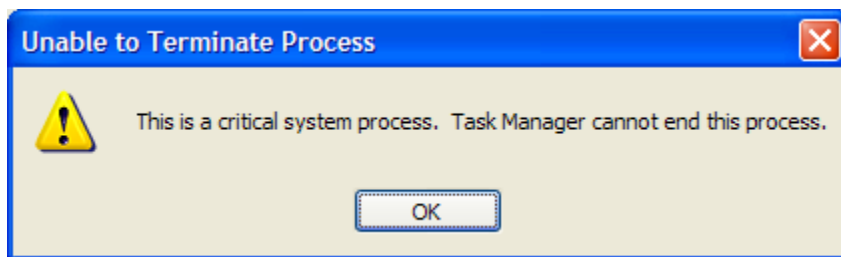 Unable to Terminate Process
This is a critical system process.  Task Manager cannot end this process.
OK